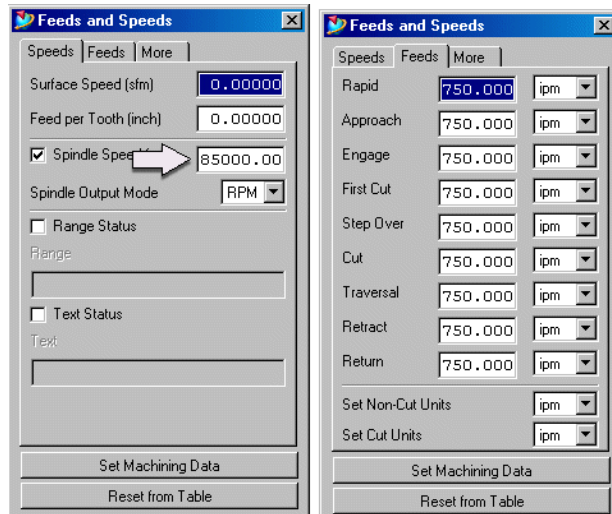 Feeds and Speeds
Speeds Feeds More
Surface Speed (sfm) 0.00000
Feed per Tooth (inch) 0.00000
Spindle Speed 85000.00
Spindle Output Mode RPM
Range Status
Range
Text Status
Text
Set Machining Data
Reset from Table
Feeds and Speeds
Speeds Feeds More
Rapid 750.000 ipm
Approach 750.000 ipm
Engage 750.000 ipm
First Cut 750.000 ipm
Step Over 750.000 ipm
Cut 750.000 ipm
Traversal 750.000 ipm
Retract 750.000 ipm
Return 750.000 ipm
Set Non-Cut Units ipm
Set Cut Units ipm
Set Machining Data
Reset from Table